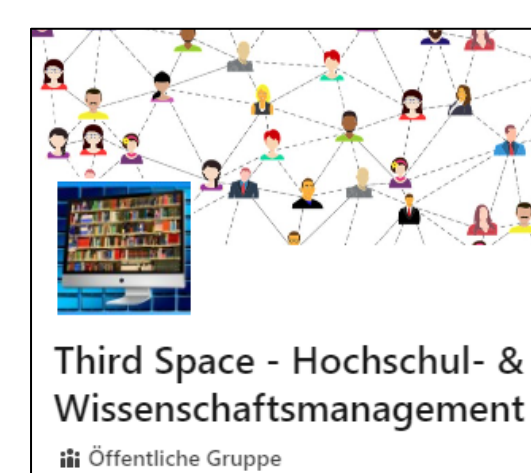 Third Space - Hochschul- &
Wissenschaftsmanagement
Öffentliche Gruppe